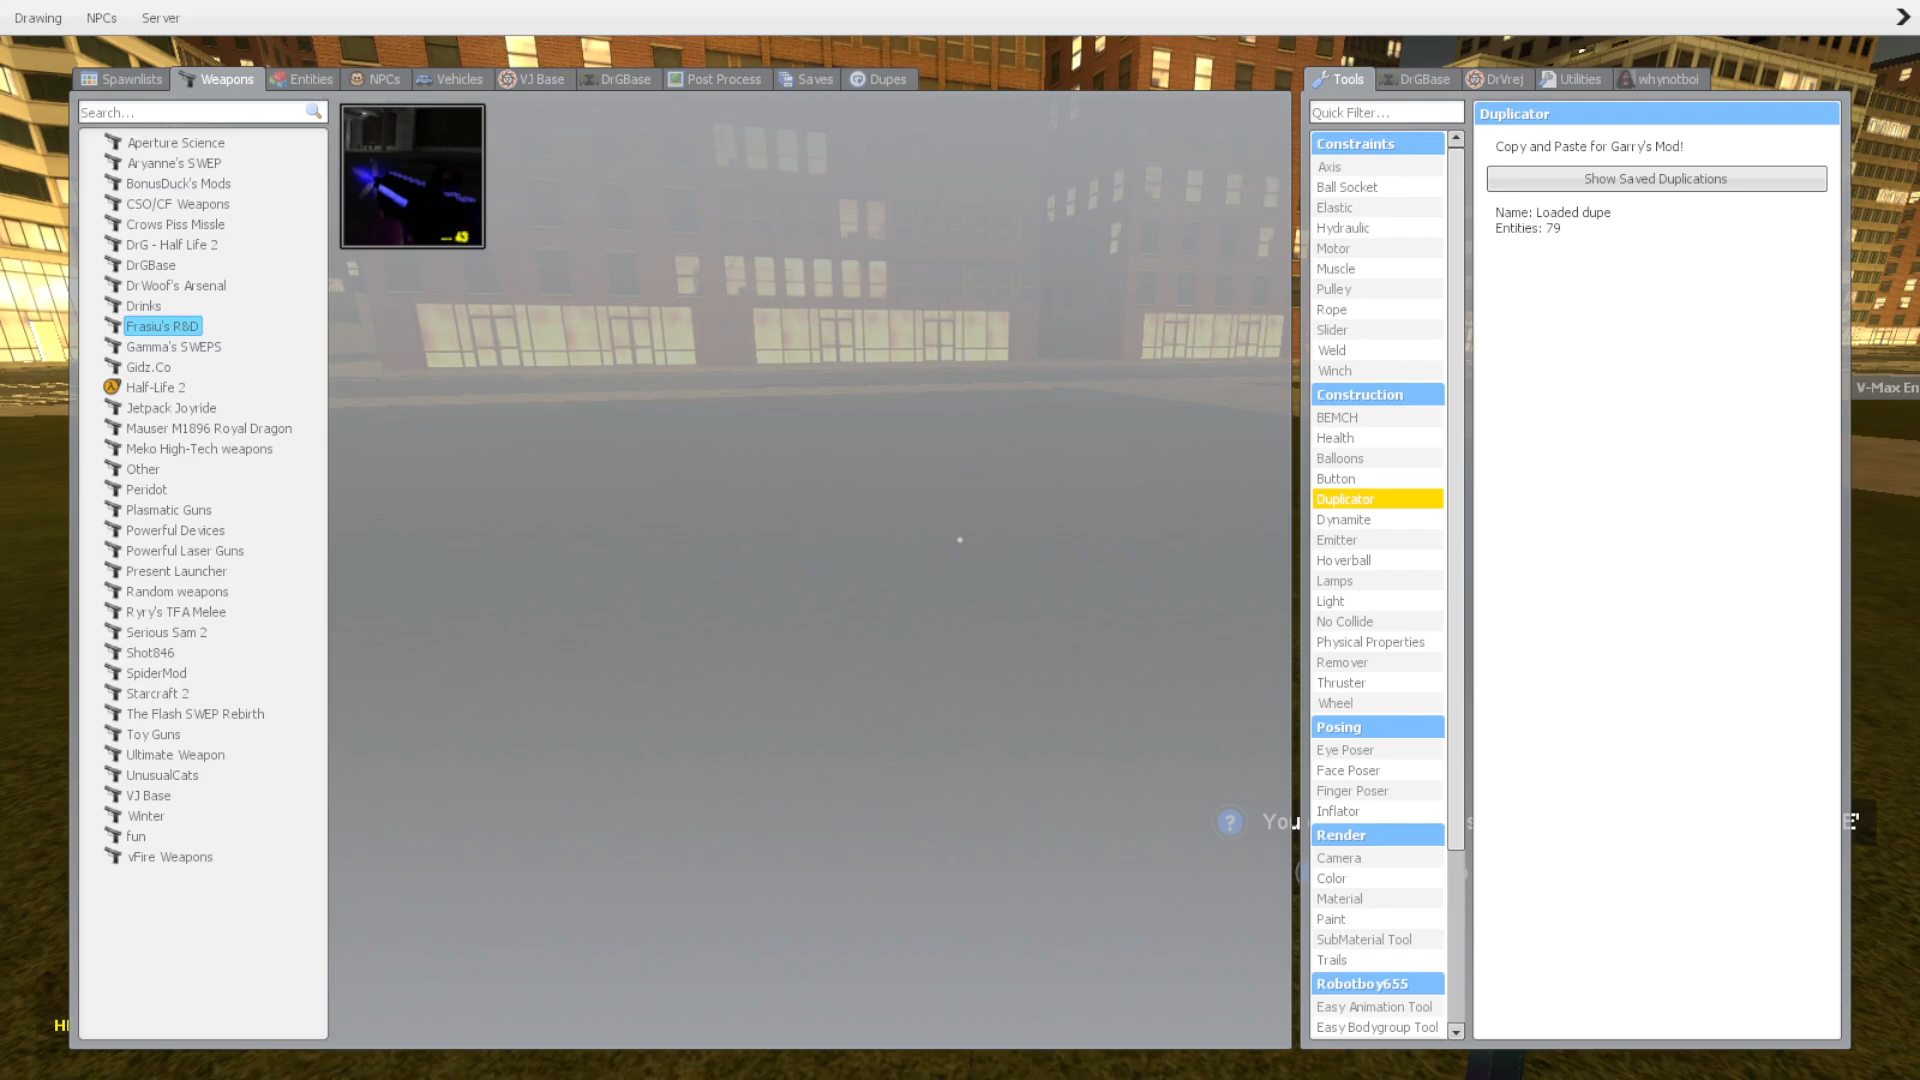 Drawing NPCs Server
Spawnlists Weapons Entities NPCs Vehicles VJ Base DrGBase Post Process Saves Dupes
Search...
Aperture Science
Aryanne's SWEP
BonusDuck's Mods
CSO/CF Weapons
Crows Piss Missle
DrG - Half Life 2
DrGBase
DrWoof's Arsenal
Drinks
Frasiu's R&D
Gamma's SWEPS
Gidz.Co
Half-Life 2
Jetpack Joyride
Mauser M1896 Royal Dragon
Meko High-Tech weapons
Other
Peridot
Plasmatic Guns
Powerful Devices
Powerful Laser Guns
Present Launcher
Random weapons
Ryry's TFA Melee
Serious Sam 2
Shot846
SpiderMod
Starcraft 2
The Flash SWEP Rebirth
Toy Guns
Ultimate Weapon
UnusualCats
VJ Base
Winter
fun
vFire Weapons
Tools DrGBase DrVrej Utilities whynotboi
Quick Filter...
Constraints
Axis
Ball Socket
Elastic
Hydraulic
Motor
Muscle
Pulley
Rope
Slider
Weld
Winch
Construction
BEMCH
Health
Balloons
Button
Duplicator
Dynamite
Emitter
Hoverball
Lamps
Light
No Collide
Physical Properties
Remover
Thruster
Wheel
Posing
Eye Poser
Face Poser
Finger Poser
Inflator
Render
Camera
Color
Material
Paint
SubMaterial Tool
Trails
Robotboy655
Easy Animation Tool
Easy Bodygroup Tool
Duplicator
Copy and Paste for Garry's Mod!
Show Saved Duplications
Name: Loaded dupe
Entities: 79
V-Max En
You